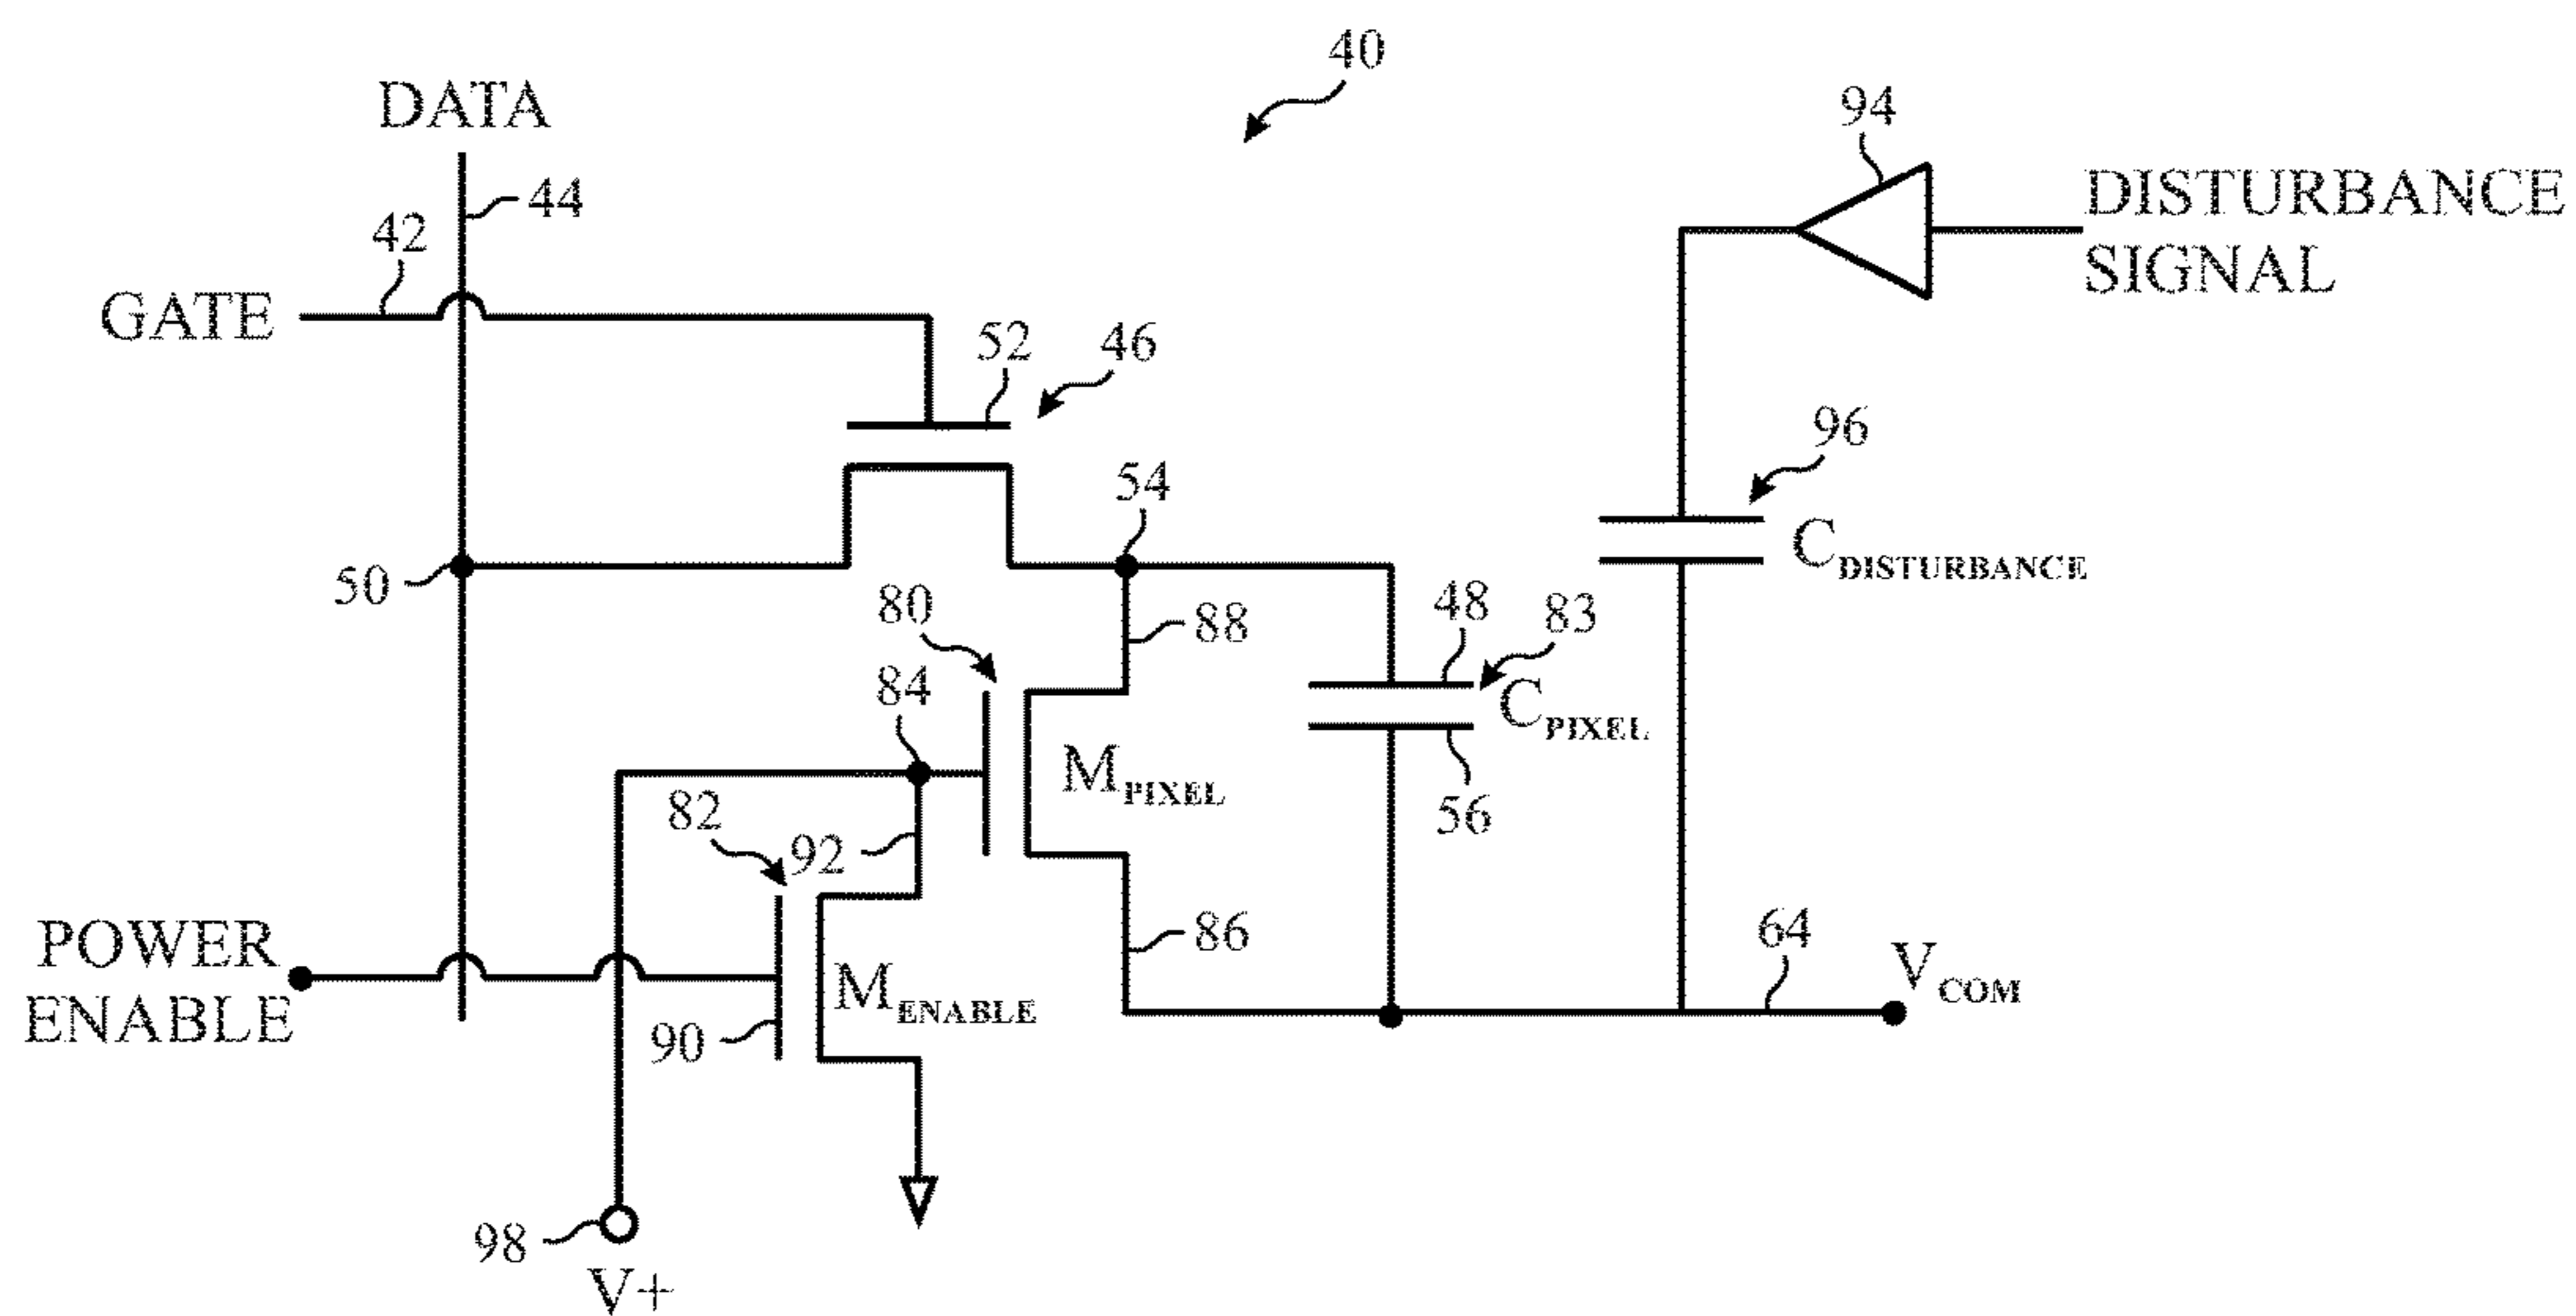 40
DATA
94
44
DISTURBANCE
SIGNAL
42
GATE
52
46
96
54
C DISTURBANCE
50
80
48
83
88
84
C PIXEL
M PIXEL
82
92
56
POWER
ENABLE
86
64
V COM
M ENABLE
90
98
V+